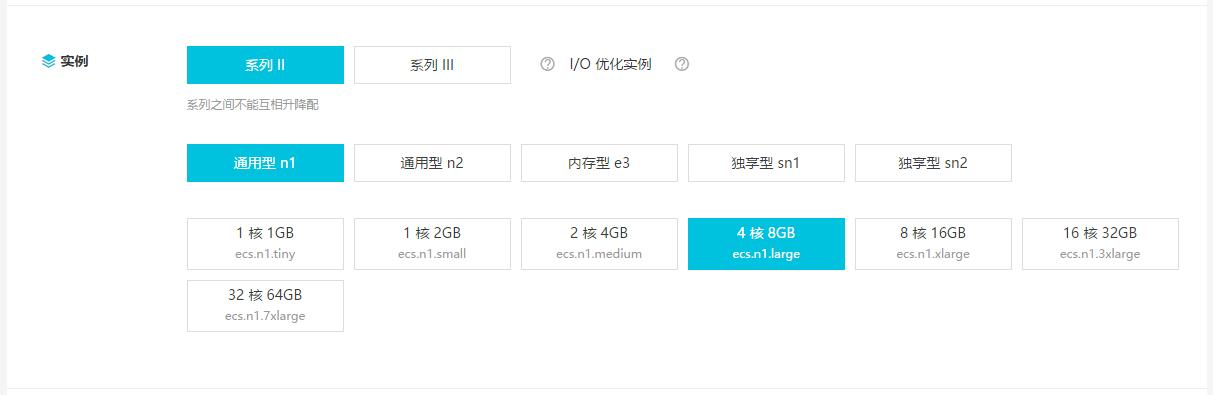 实例
系列 II
系列 III
I/O 优化实例
系列之间不能互相升降配
通用型 n1
通用型 n2
内存型 e3
独享型 sn1
独享型 sn2
1 核 1GB
ecs.n1.tiny
1 核 2GB
ecs.n1.small
2 核 4GB
ecs.n1.medium
4 核 8GB
ecs.n1.large
8 核 16GB
ecs.n1.xlarge
16 核 32GB
ecs.n1.3xlarge
32 核 64GB
ecs.n1.7xlarge